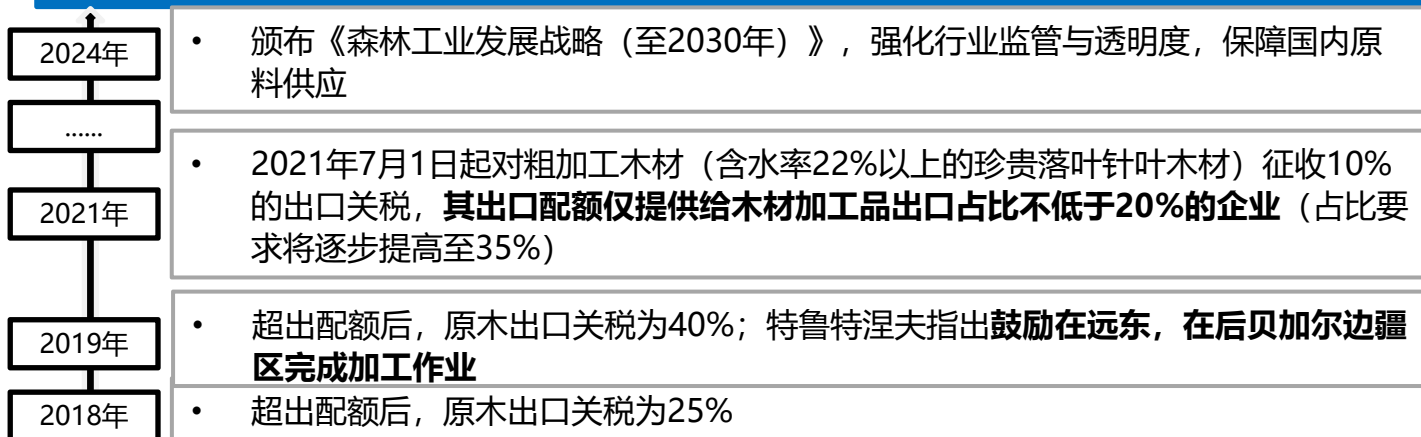 2024年
• 颁布《森林工业发展战略（至2030年）》，强化行业监管与透明度，保障国内原
料供应
……
2021年
• 2021年7月1日起对粗加工木材（含水率22%以上的珍贵落叶针叶木材）征收10%
的出口关税，其出口配额仅提供给木材加工品出口占比不低于20%的企业（占比要
求将逐步提高至35%）
2019年
• 超出配额后，原木出口关税为40%；特鲁特涅夫指出鼓励在远东，在后贝加尔边疆
区完成加工作业
2018年
• 超出配额后，原木出口关税为25%